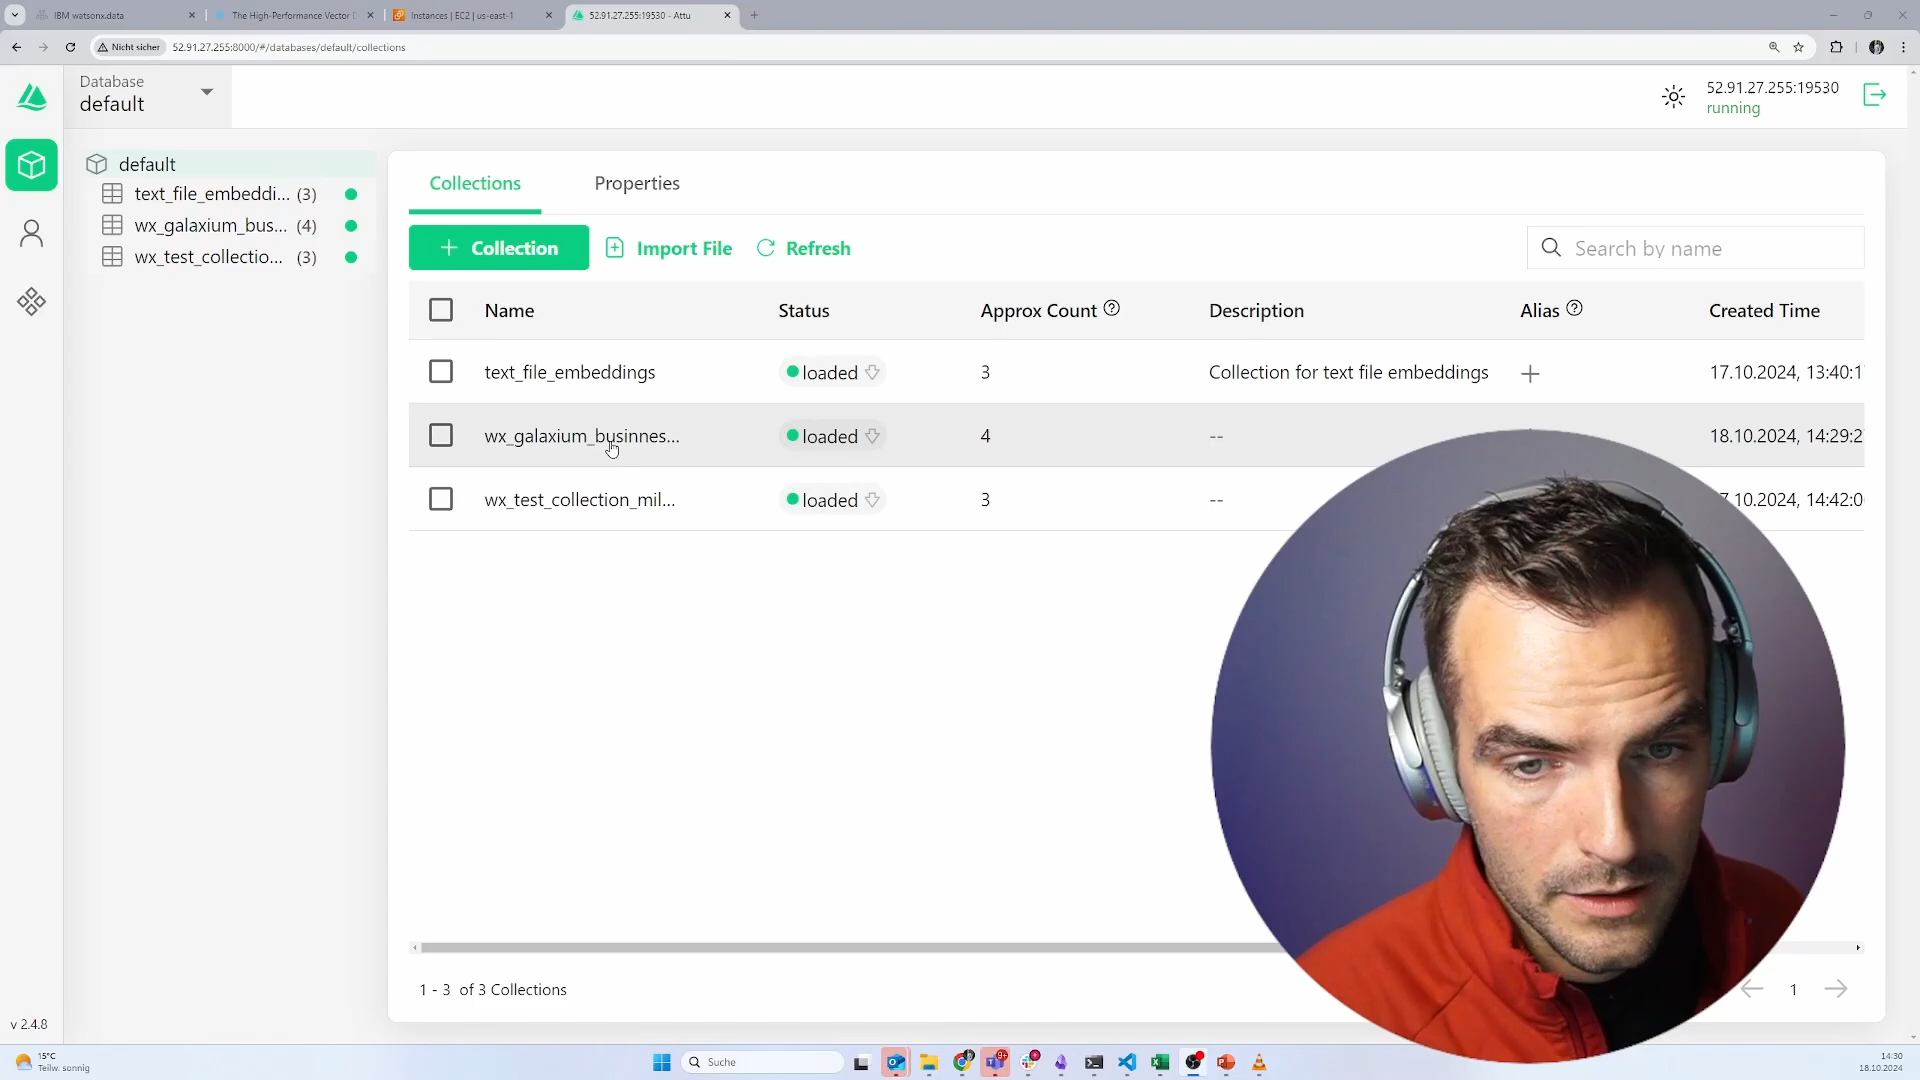 IBM watsonx.data
The High-Performance Vector D
Instances | EC2 | us-east-1
52.91.27.255:19530 - Attu
Nicht sicher
52.91.27.255:8000/#/databases/default/collections
Database
default
52.91.27.255:19530
running
default
text_file_embeddi... (3)
wx_galaxium_bus... (4)
wx_test_collectio... (3)
Collections
Properties
+ Collection
Import File
Refresh
Search by name
Name
Status
Approx Count ?
Description
Alias ?
Created Time
text_file_embeddings
loaded
3
Collection for text file embeddings
+
17.10.2024, 13:40:1
wx_galaxium_businnes...
loaded
4
--
18.10.2024, 14:29:2
wx_test_collection_mil...
loaded
3
--
7.10.2024, 14:42:0
1 - 3 of 3 Collections
1
v 2.4.8
15°C
Teilw. sonnig
Suche
9+
14:30
18.10.2024